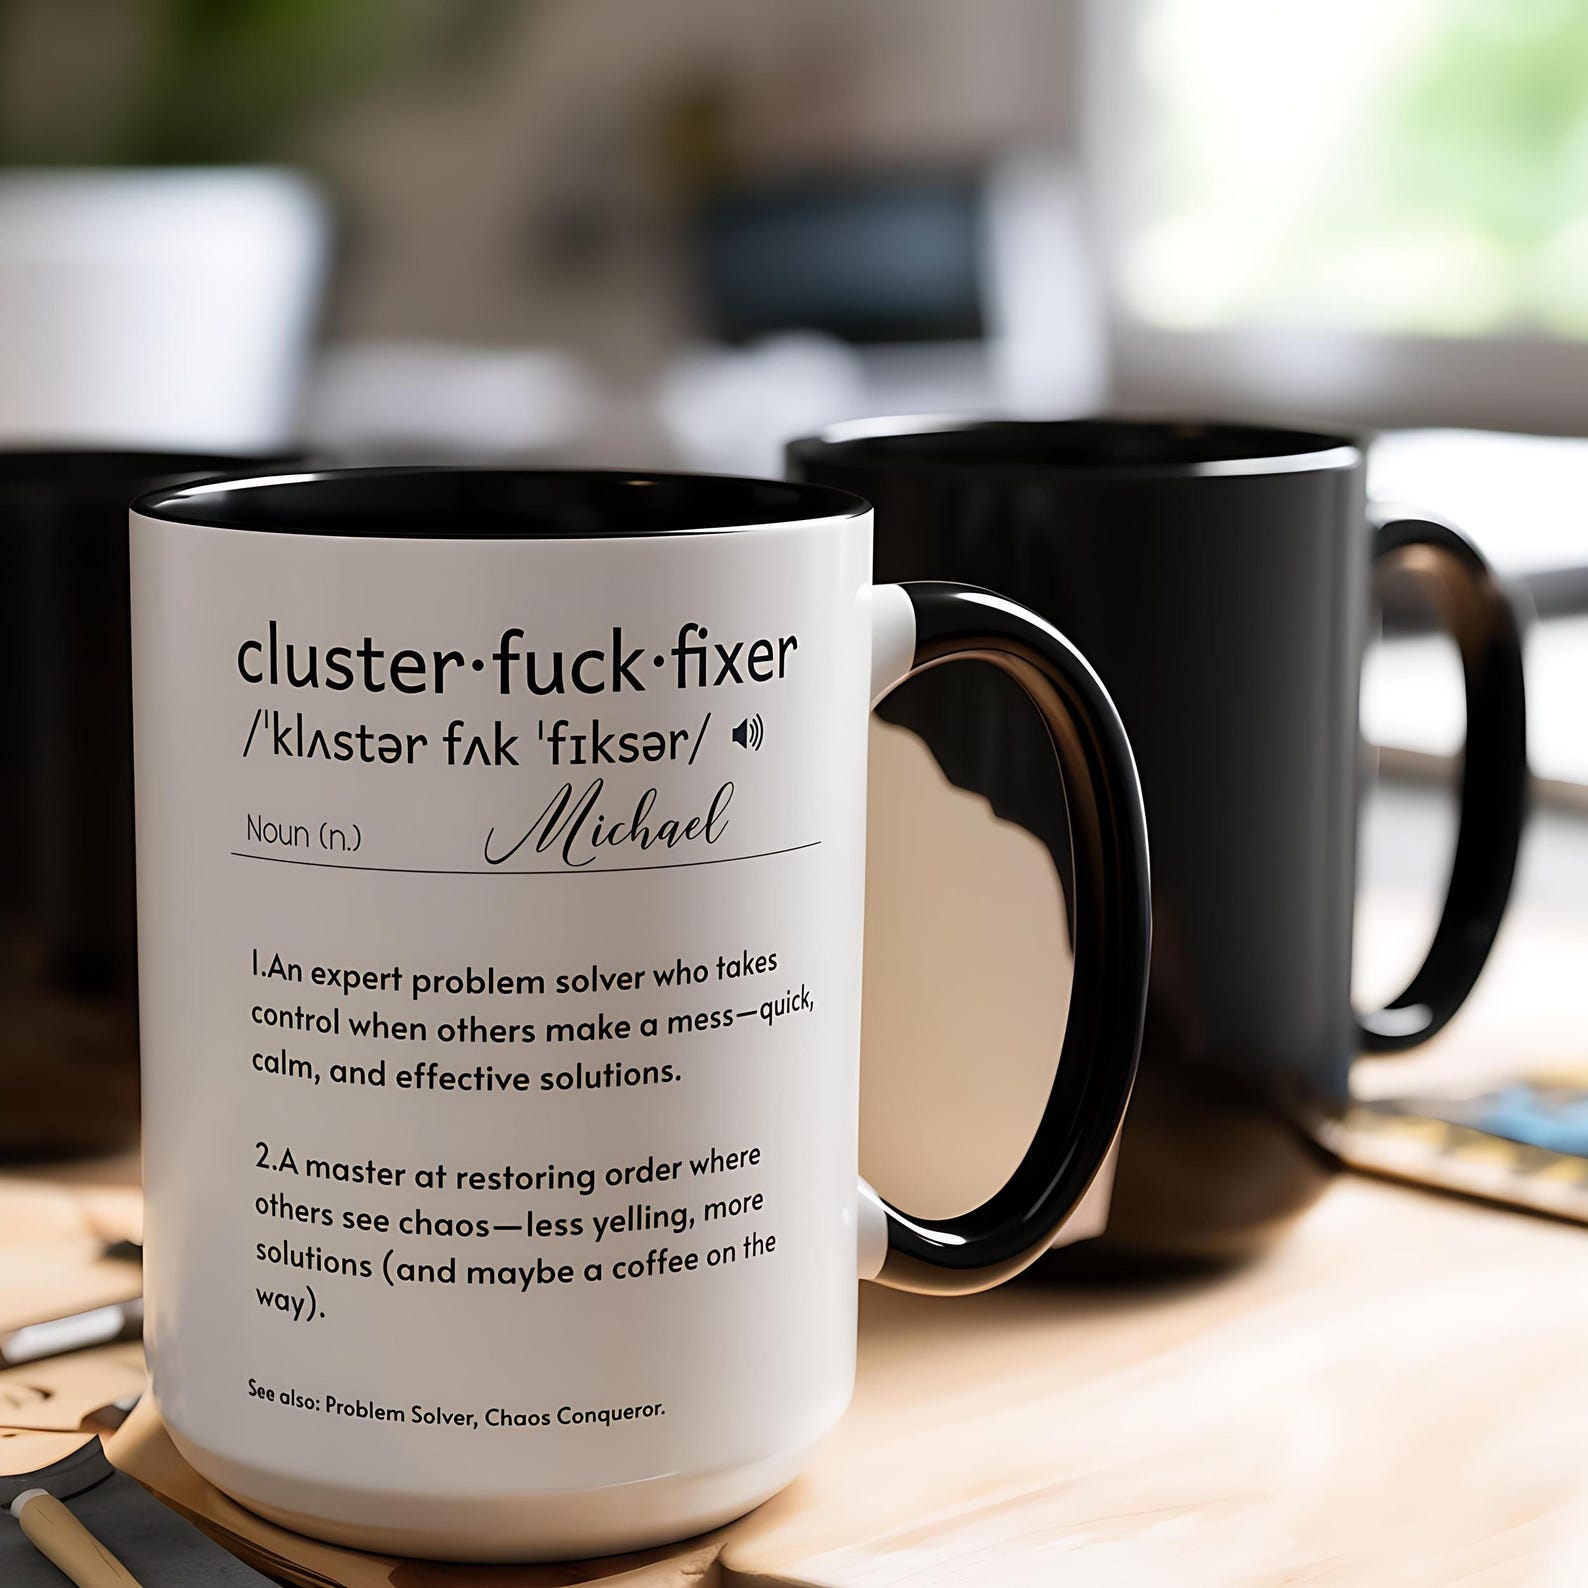 cluster·fuck·fixer
/ˈklʌstər fʌk ˈfɪksər/
Noun (n.) Michael
1.An expert problem solver who takes
control when others make a mess—quick,
calm, and effective solutions.
2.A master at restoring order where
others see chaos—less yelling, more
solutions (and maybe a coffee on the
way).
See also: Problem Solver, Chaos Conqueror.